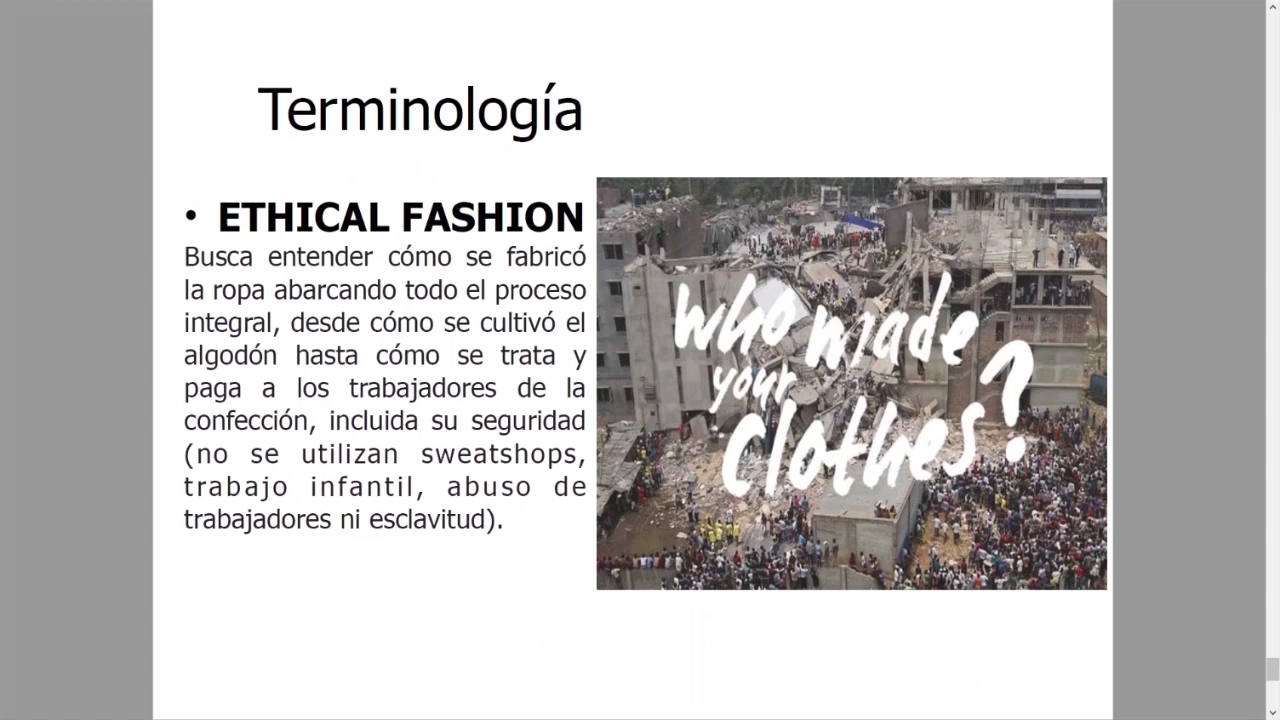 Terminología
• ETHICAL FASHION
Busca entender cómo se fabricó
la ropa abarcando todo el proceso
integral, desde cómo se cultivó el
algodón hasta cómo se trata y
paga a los trabajadores de la
confección, incluida su seguridad
(no se utilizan sweatshops,
trabajo infantil, abuso de
trabajadores ni esclavitud).
who made
your
clothes?